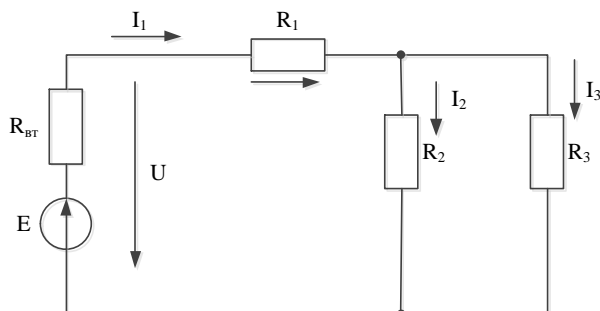 I₁
R₁
I₂
I₃
Rвт
R₂
R₃
U
E